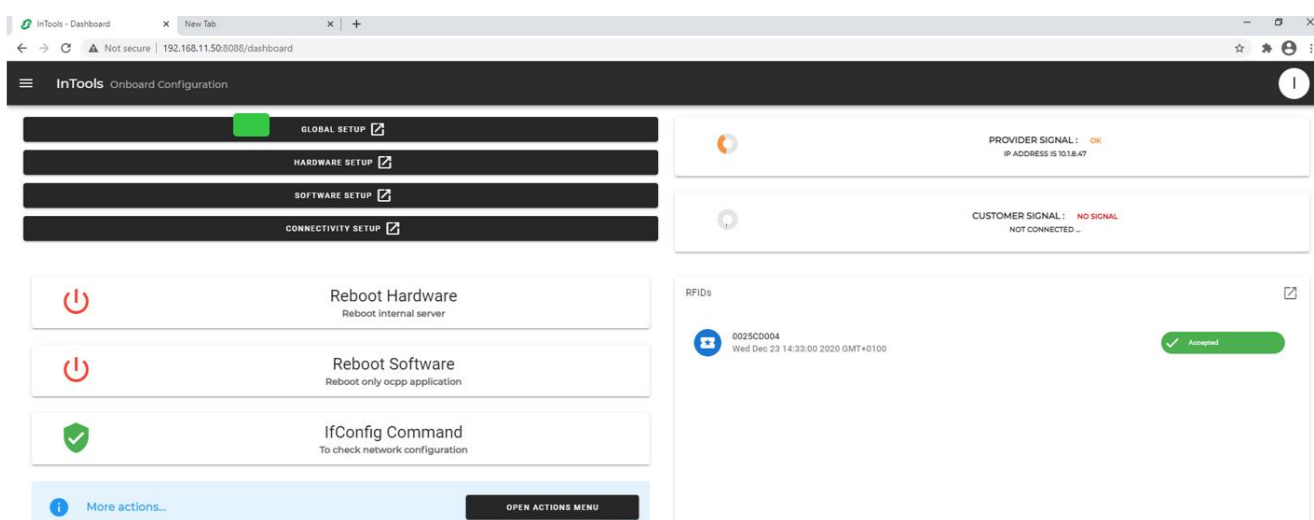 InTools - Dashboard
New Tab
Not secure | 192.168.11.50:8088/dashboard
InTools Onboard Configuration
I
GLOBAL SETUP
HARDWARE SETUP
SOFTWARE SETUP
CONNECTIVITY SETUP
PROVIDER SIGNAL : OK
IP ADDRESS IS 10.1.8.47
CUSTOMER SIGNAL : NO SIGNAL
NOT CONNECTED ...
Reboot Hardware
Reboot internal server
Reboot Software
Reboot only ocpp application
IfConfig Command
To check network configuration
More actions...
OPEN ACTIONS MENU
RFIDs
0025CD004
Wed Dec 23 14:33:00 2020 GMT+0100
Accepted